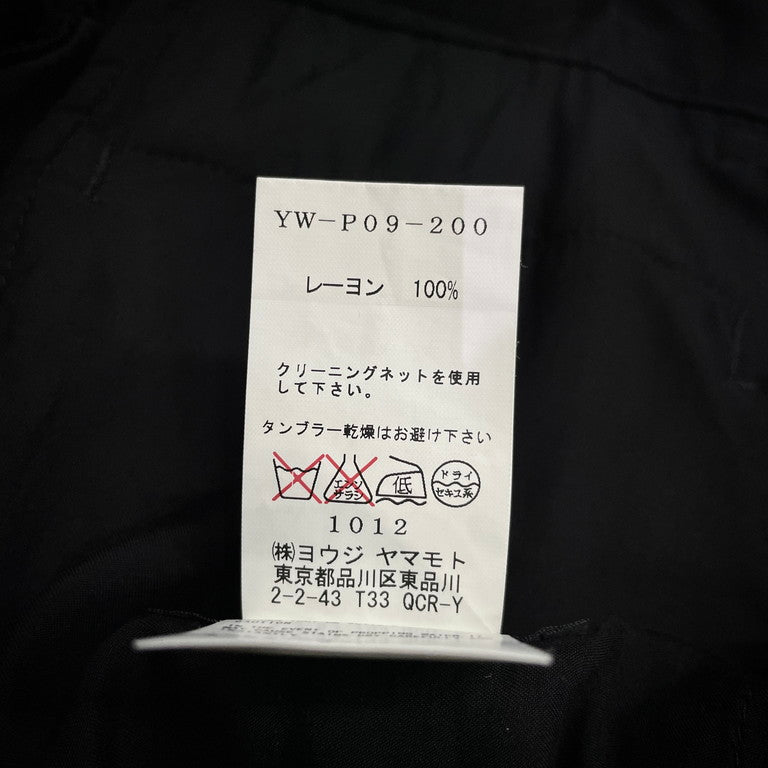 YW-P09-200
レーヨン 100%
クリーニングネットを使用
して下さい。
タンブラー乾燥はお避け下さい
エンソ
サラシ
低
ドライ
セキユ系
1012
㈱ヨウジ ヤマモト
東京都品川区東品川
2-2-43 T33 QCR-Y